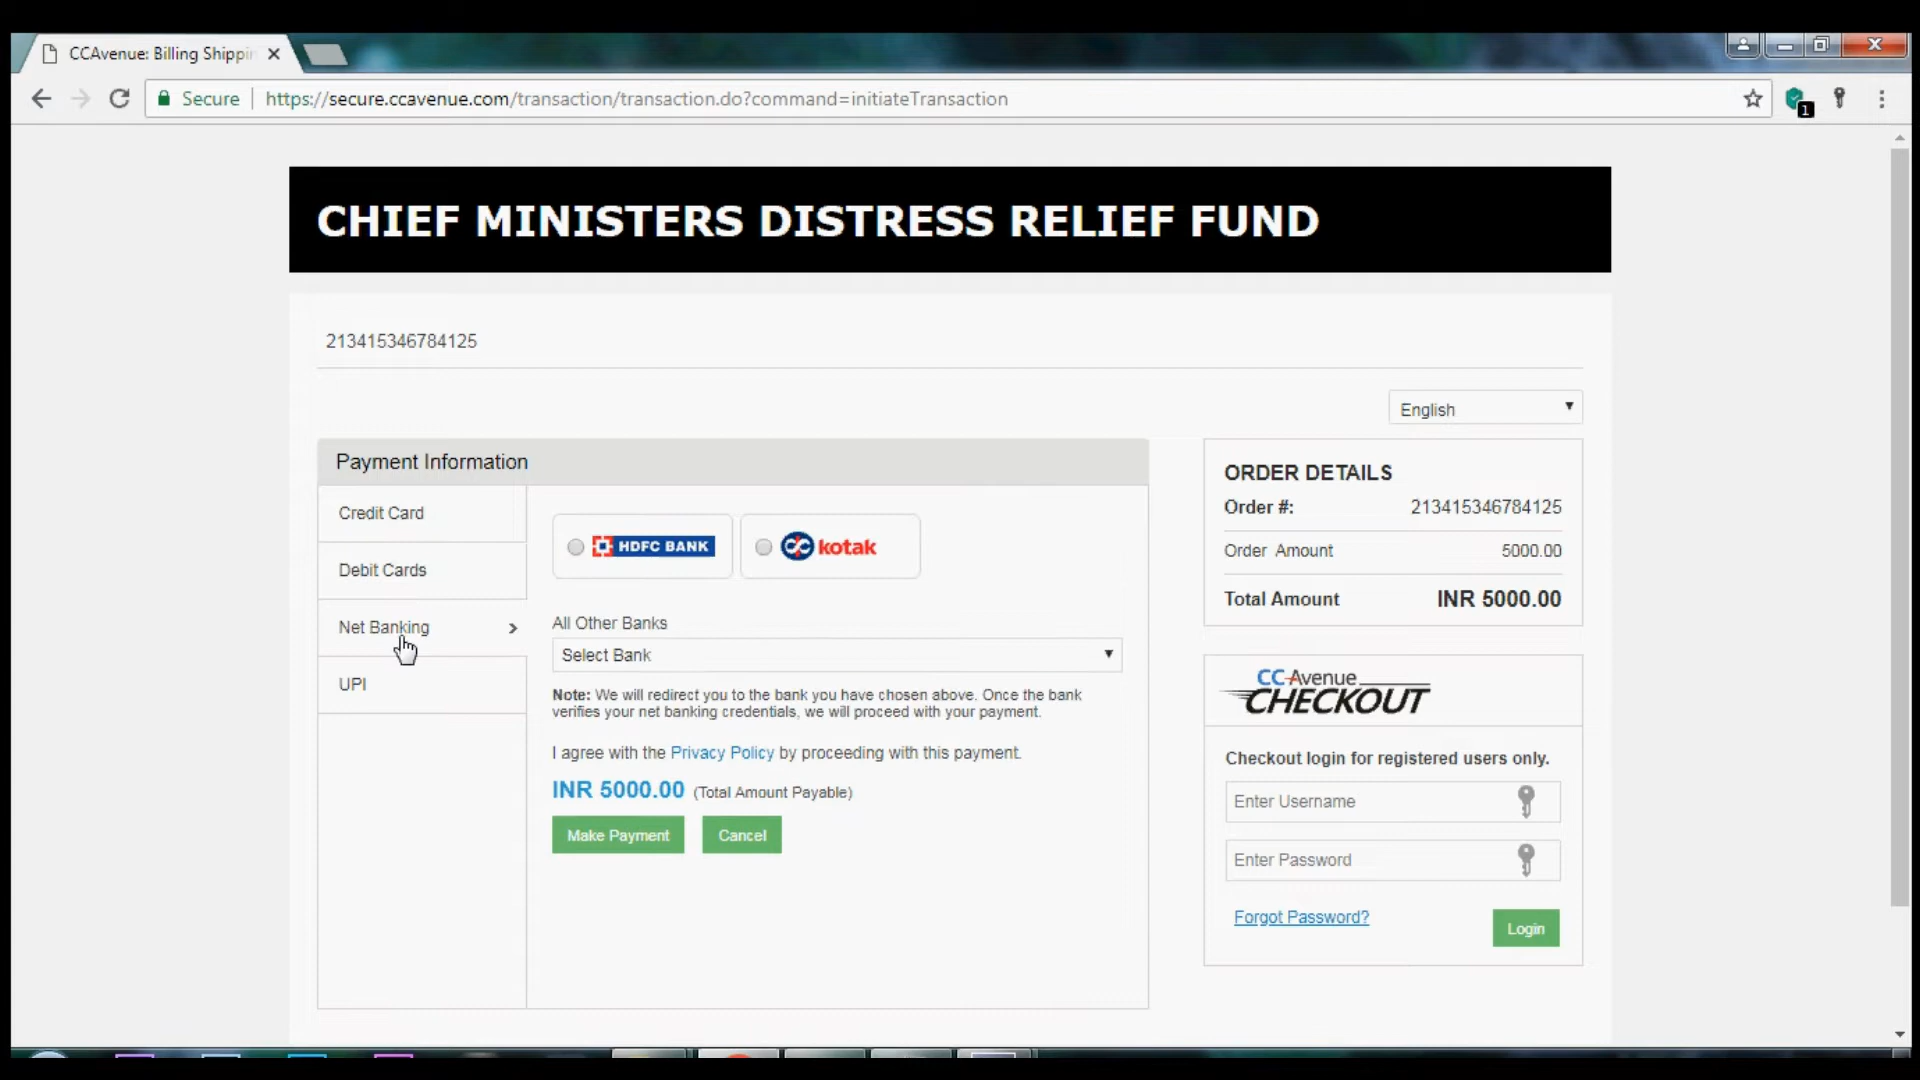 CCAvenue: Billing Shippin
1
Secure
https://secure.ccavenue.com/transaction/transaction.do?command=initiateTransaction
CHIEF MINISTERS DISTRESS RELIEF FUND
213415346784125
English
Payment Information
Credit Card
Debit Cards
Net Banking
UPI
HDFC BANK
kotak
All Other Banks
Select Bank
Note: We will redirect you to the bank you have chosen above. Once the bank
verifies your net banking credentials, we will proceed with your payment.
I agree with the Privacy Policy by proceeding with this payment.
INR 5000.00 (Total Amount Payable)
Make Payment
Cancel
ORDER DETAILS
Order #: 213415346784125
Order Amount 5000.00
Total Amount INR 5000.00
CCAvenue
CHECKOUT
Checkout login for registered users only.
Enter Username
Enter Password
Forgot Password?
Login